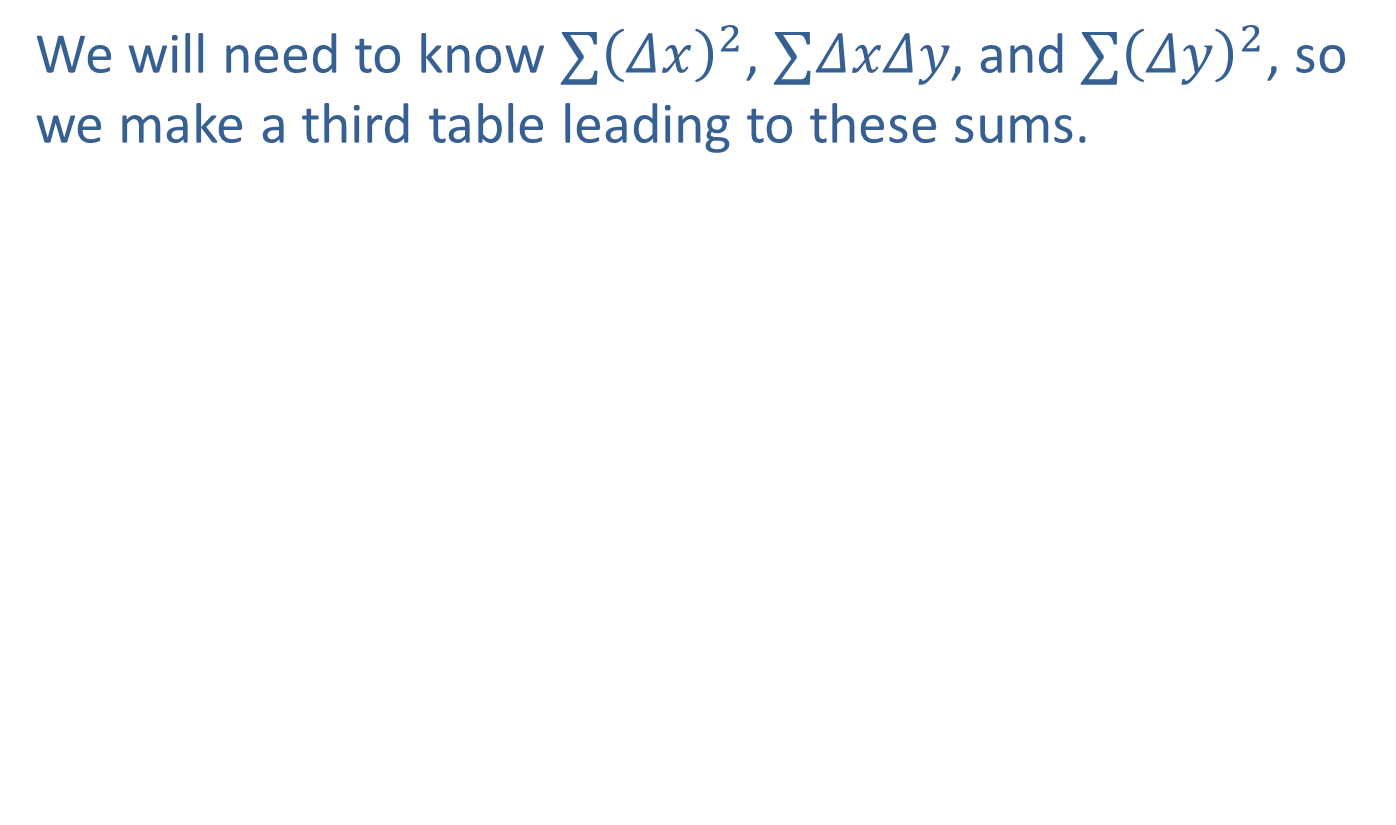 We will need to know ∑(Δx)², ∑ΔxΔy, and ∑(Δy)², so
we make a third table leading to these sums.